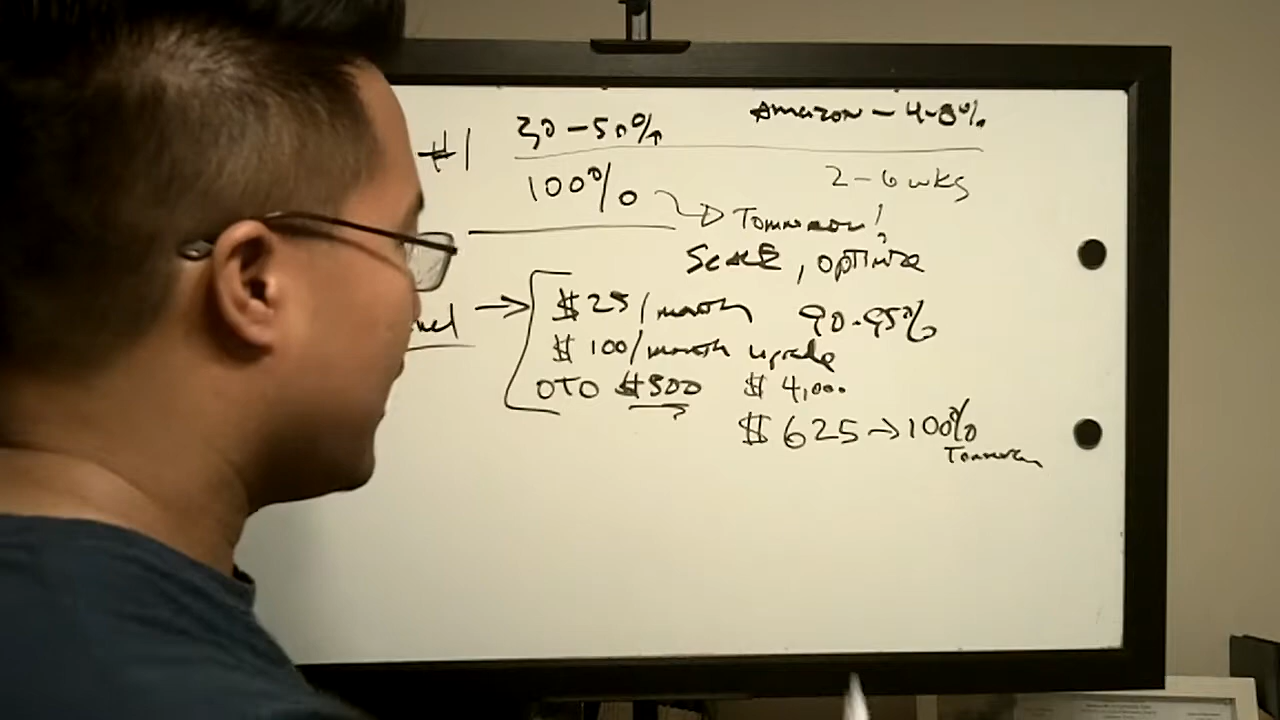 #1 30-50% Amazon - 4-8%
100% 2-6 wks
Tomorrow!
Scale, optimize
nel → $25/month 90-95%
$100/month upgrade
OTO $500 $4,000
$625 → 100%
Tomorrow